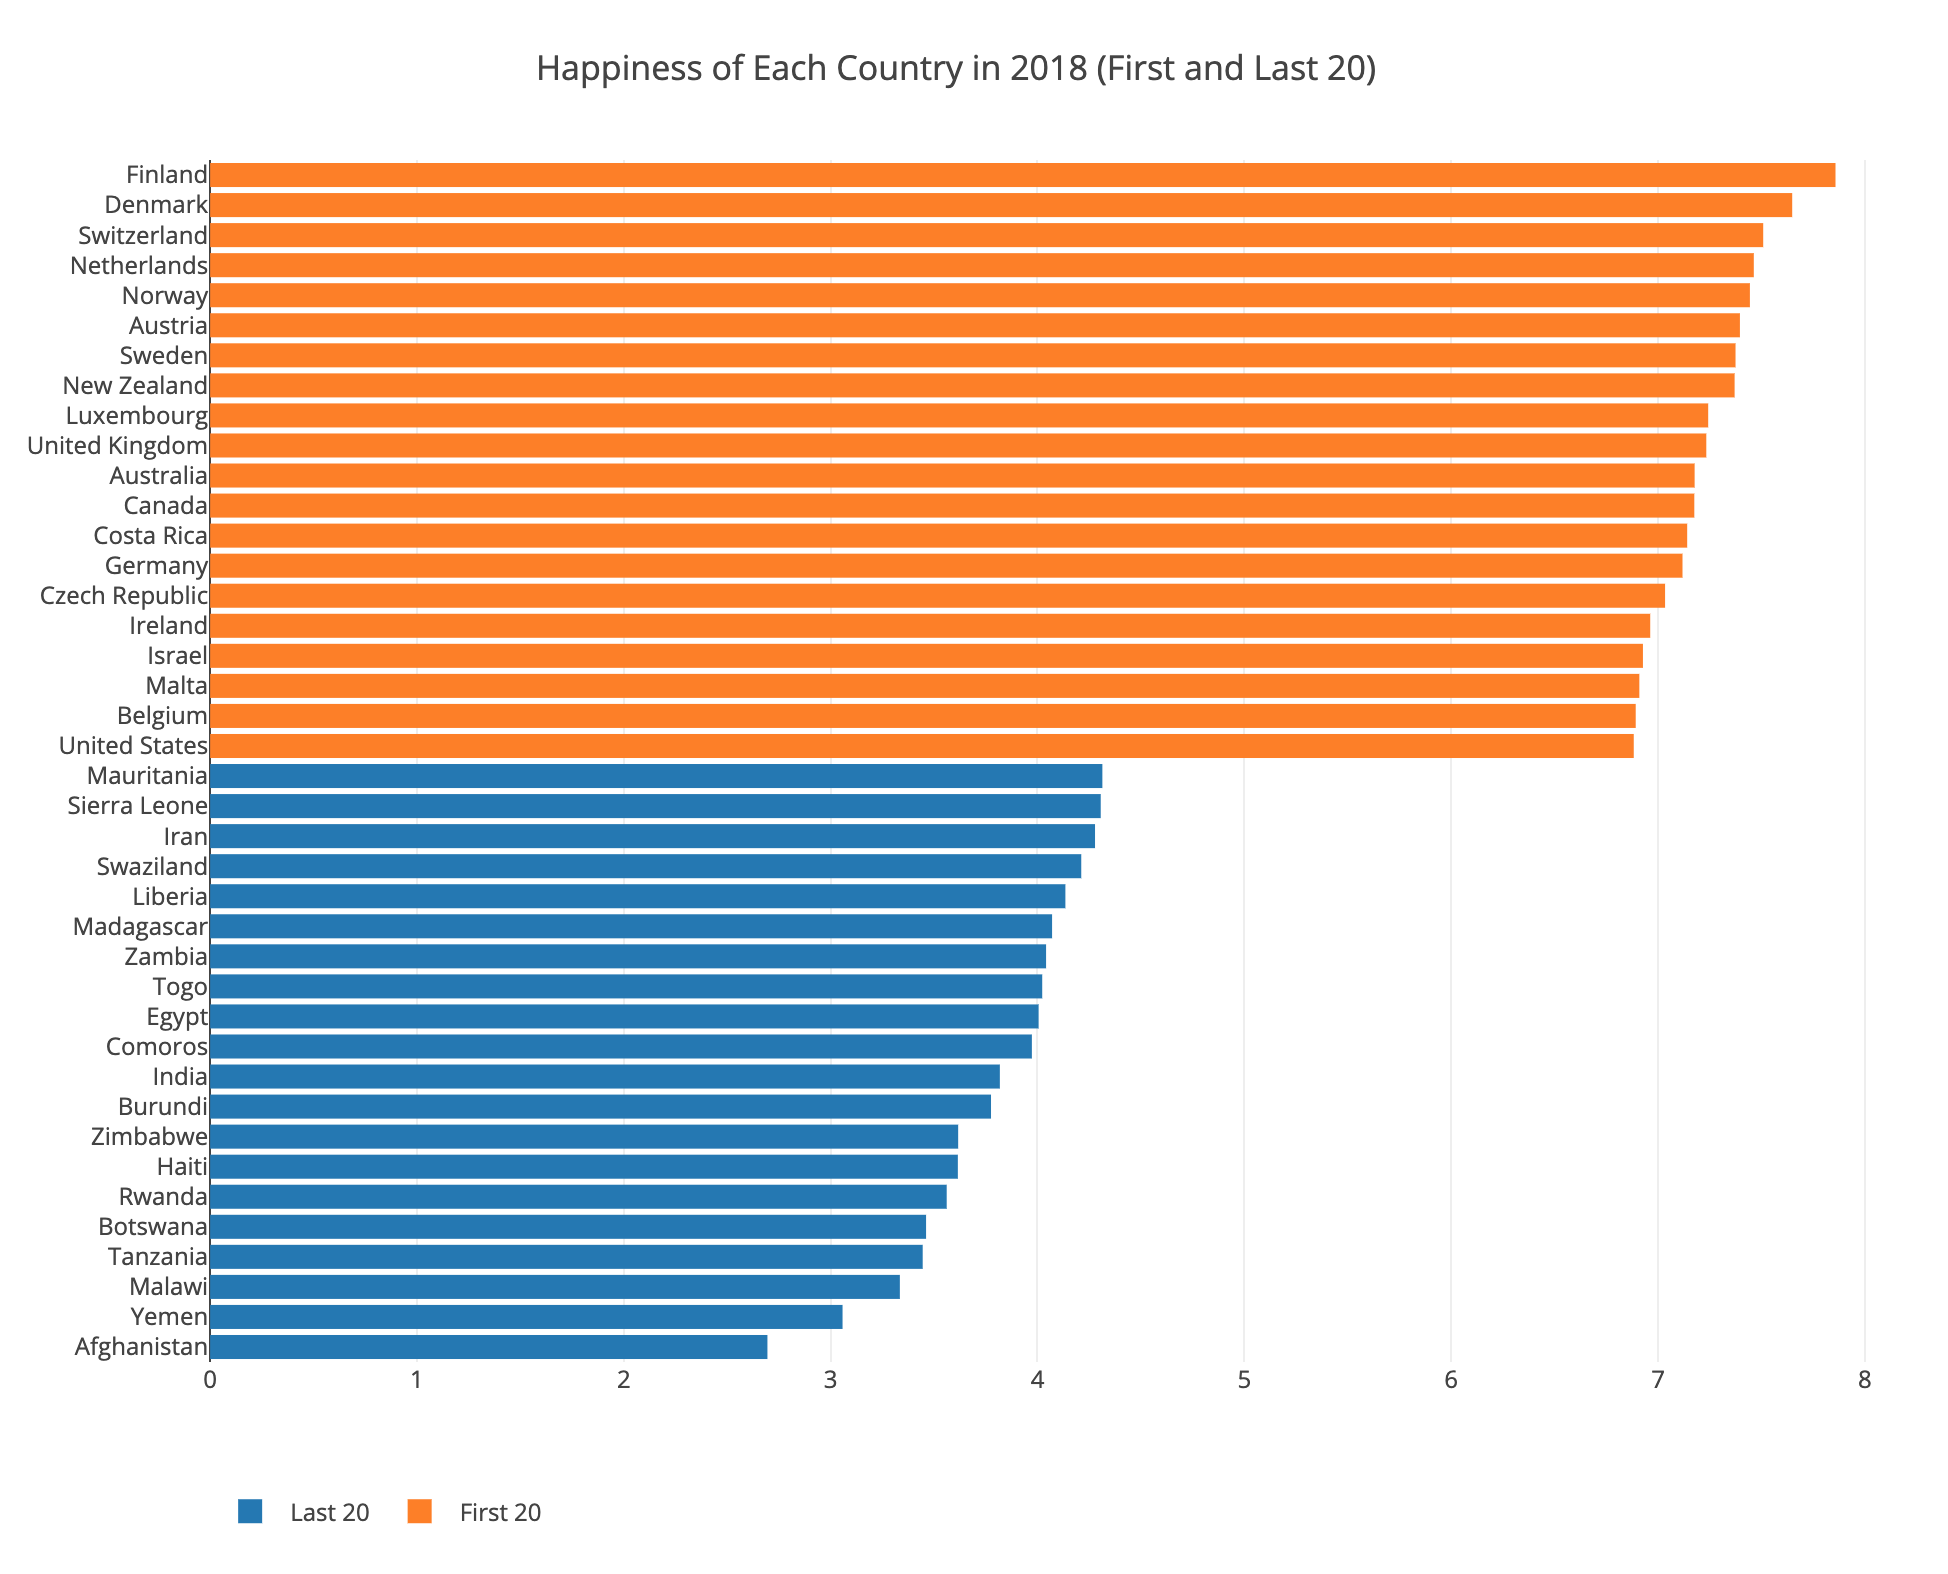 Happiness of Each Country in 2018 (First and Last 20)
Finland
Denmark
Switzerland
Netherlands
Norway
Austria
Sweden
New Zealand
Luxembourg
United Kingdom
Australia
Canada
Costa Rica
Germany
Czech Republic
Ireland
Israel
Malta
Belgium
United States
Mauritania
Sierra Leone
Iran
Swaziland
Liberia
Madagascar
Zambia
Togo
Egypt
Comoros
India
Burundi
Zimbabwe
Haiti
Rwanda
Botswana
Tanzania
Malawi
Yemen
Afghanistan
0 1 2 3 4 5 6 7 8
Last 20 First 20